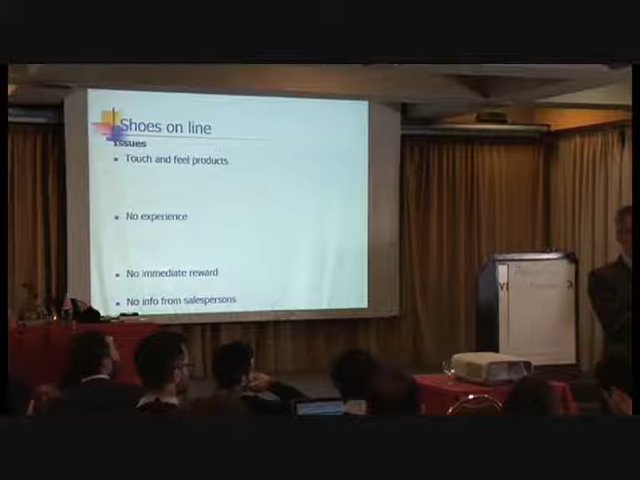 Shoes on line
Issues
Touch and feel products
No experience
No immediate reward
No info from salespersons